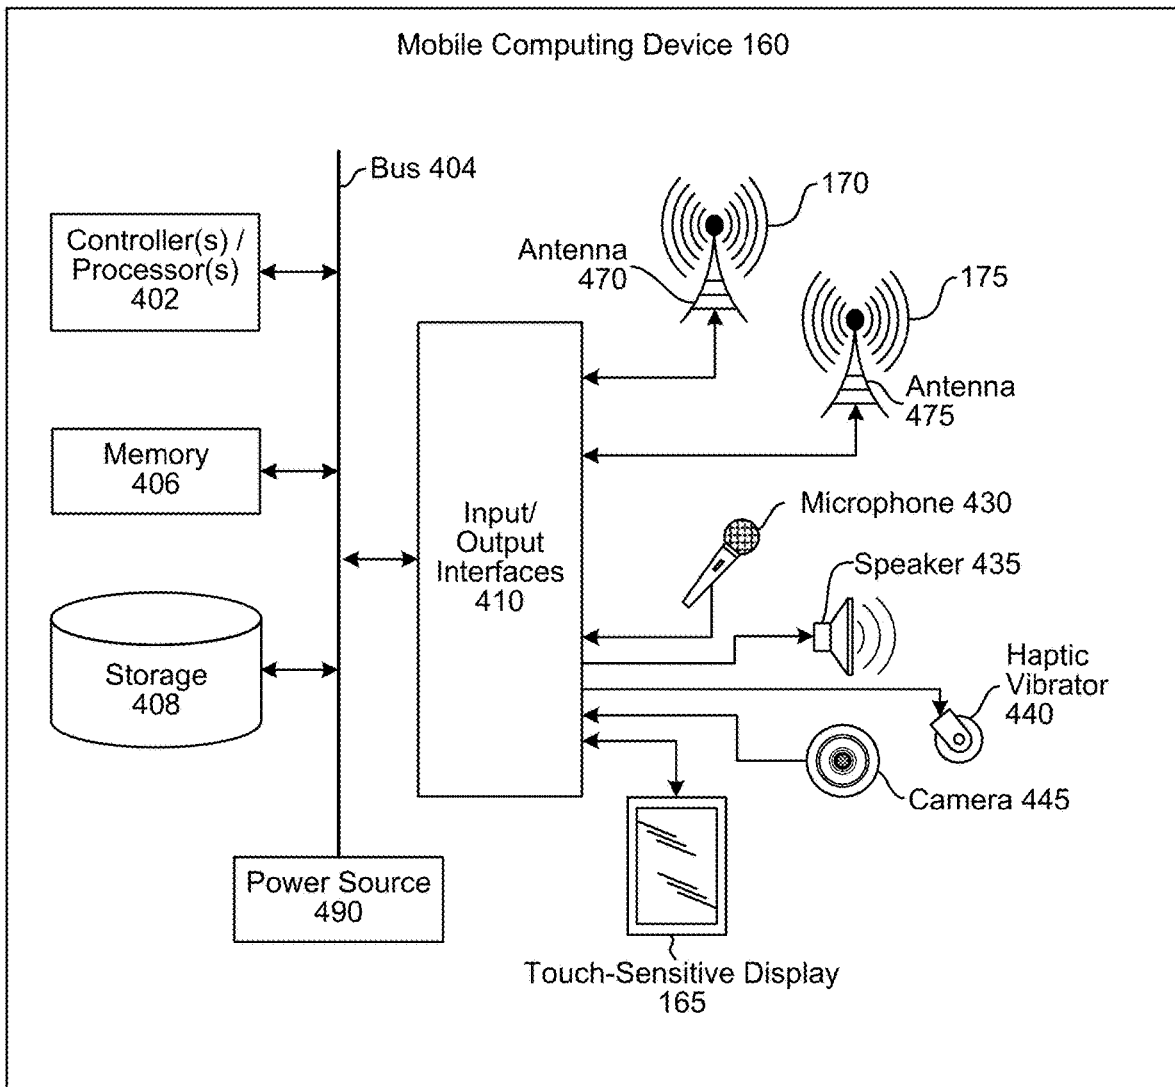 Mobile Computing Device 160
Bus 404
Controller(s) /
Processor(s)
402
Memory
406
Storage
408
Power Source
490
Input/
Output
Interfaces
410
170
Antenna
470
175
Antenna
475
Microphone 430
Speaker 435
Haptic
Vibrator
440
Camera 445
Touch-Sensitive Display
165